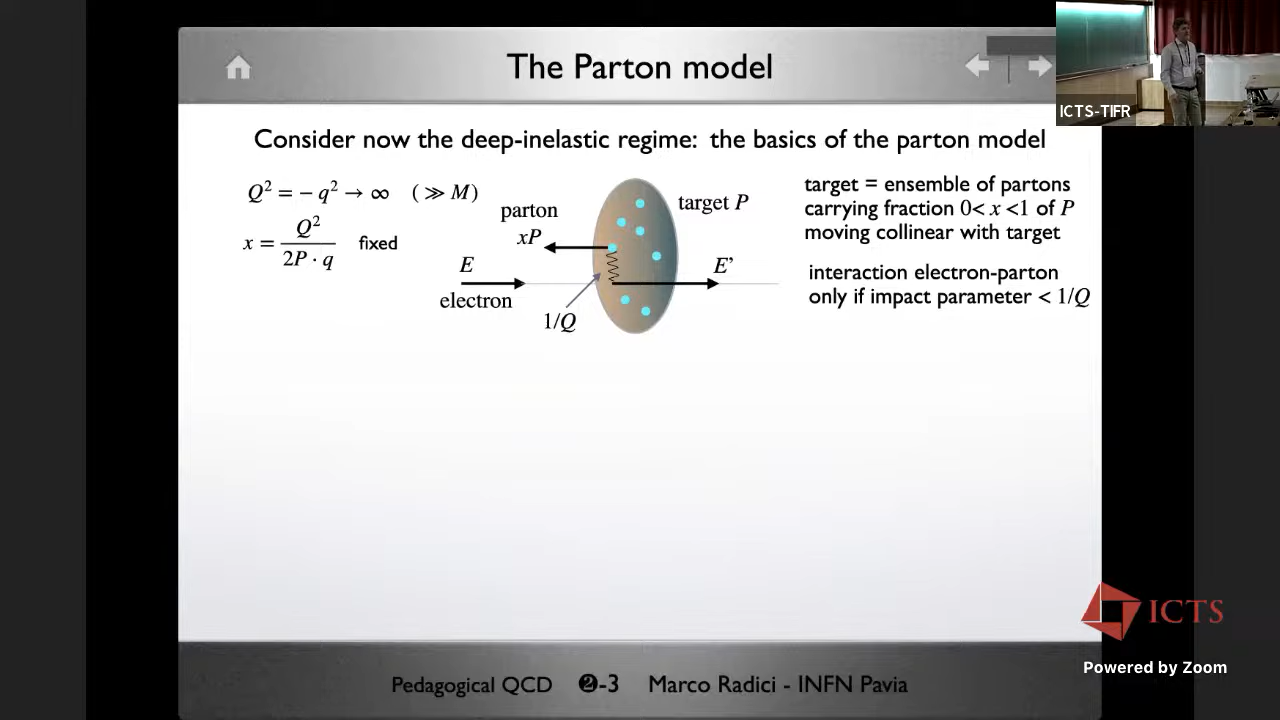 The Parton model
ICTS-TIFR
Consider now the deep-inelastic regime: the basics of the parton model
Q² = − q² → ∞ (≫ M)
x = Q² / 2P · q fixed
parton
xP
target P
E
electron
E’
1/Q
target = ensemble of partons
carrying fraction 0< x <1 of P
moving collinear with target
interaction electron-parton
only if impact parameter < 1/Q
ICTS
Powered by Zoom
Pedagogical QCD ❷-3 Marco Radici - INFN Pavia